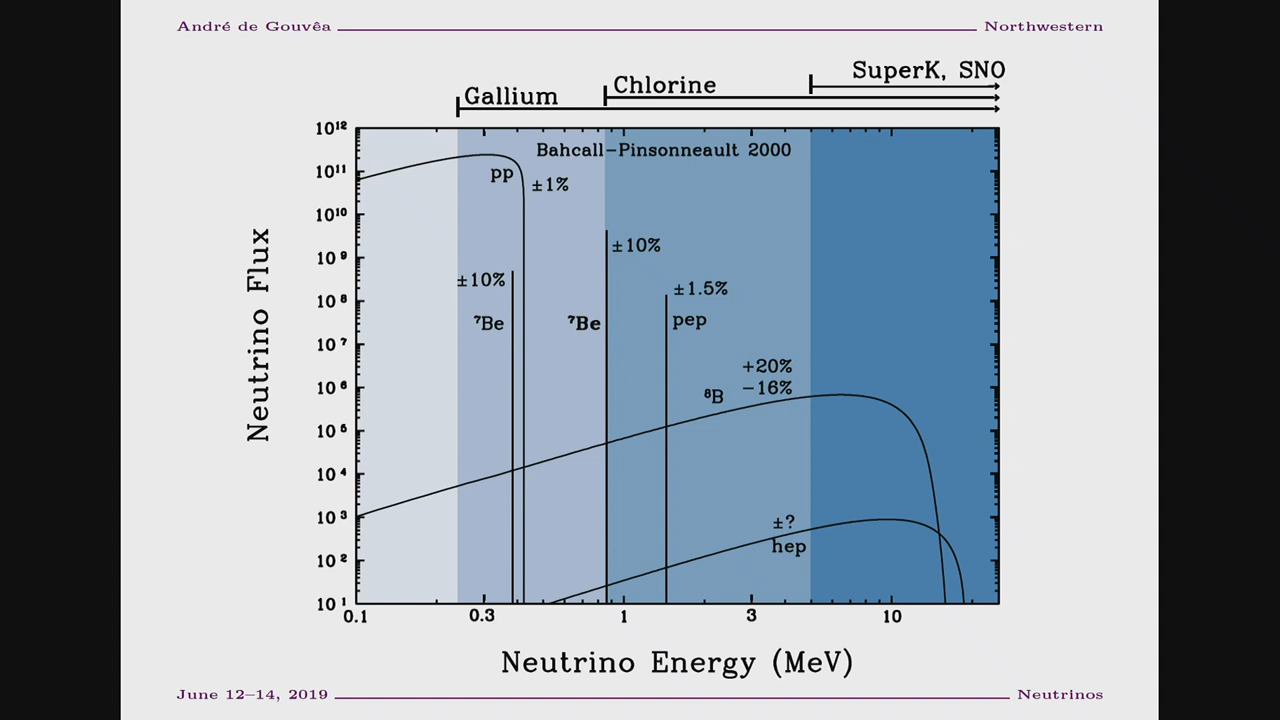 André de Gouvêa Northwestern
SuperK, SNO
Chlorine
Gallium
10¹²
Bahcall–Pinsonneault 2000
10¹¹
pp
±1%
10¹⁰
±10%
10⁹
±10%
±1.5%
10⁸
⁷Be
⁷Be
pep
10⁷
+20%
10⁶
−16%
⁸B
10⁵
10⁴
10³
±?
hep
10²
10¹
Neutrino Flux
0.1 0.3 1 3 10
Neutrino Energy (MeV)
June 12–14, 2019 Neutrinos